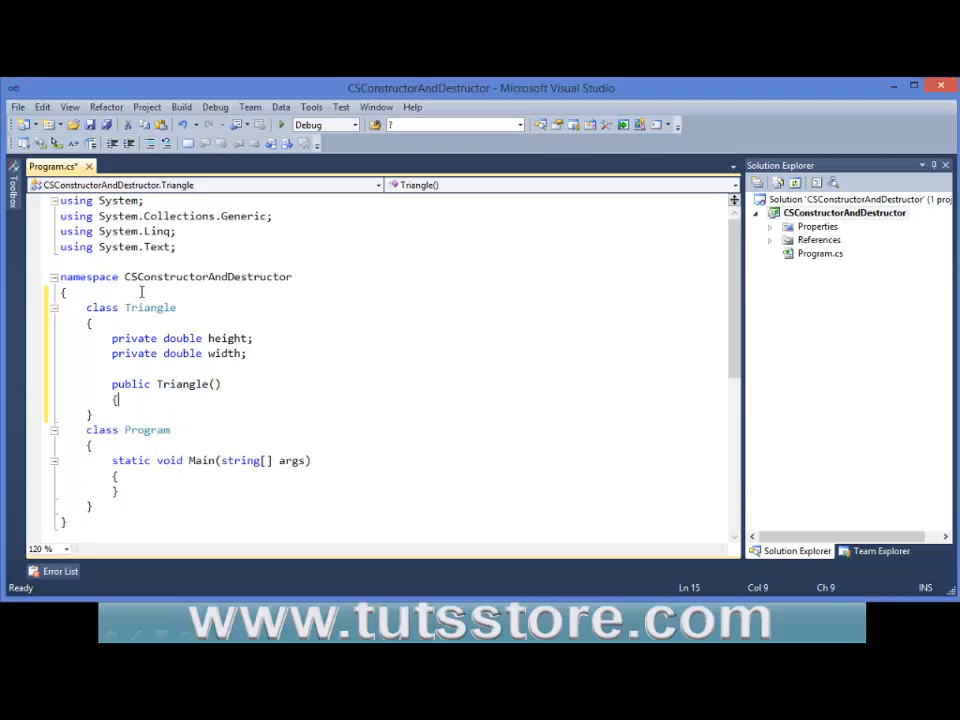 CSConstructorAndDestructor - Microsoft Visual Studio
File Edit View Refactor Project Build Debug Team Data Tools Test Window Help
Debug ?
Program.cs* Solution Explorer
Toolbox
CSConstructorAndDestructor.Triangle Triangle()
using System;
using System.Collections.Generic;
using System.Linq;
using System.Text;
namespace CSConstructorAndDestructor
{
class Triangle
{
private double height;
private double width;
public Triangle()
{
}
class Program
{
static void Main(string[] args)
{
}
}
}
Solution 'CSConstructorAndDestructor' (1 proj
CSConstructorAndDestructor
Properties
References
Program.cs
120 %
Solution Explorer Team Explorer
Error List
Ready Ln 15 Col 9 Ch 9 INS
www.tutsstore.com